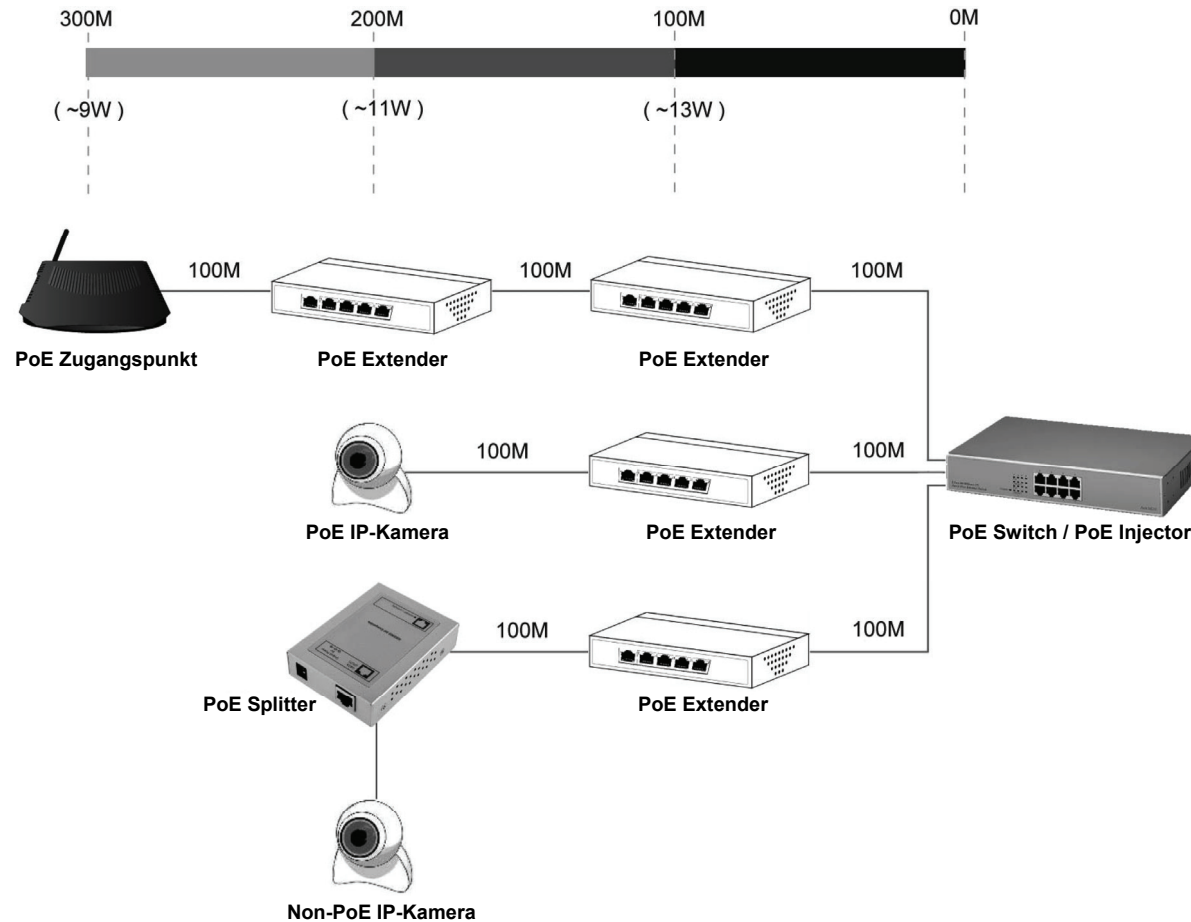 300M 200M 100M 0M
( ~9W ) ( ~11W ) ( ~13W )
100M 100M 100M
PoE Zugangspunkt PoE Extender PoE Extender
100M 100M
PoE IP-Kamera PoE Extender PoE Switch / PoE Injector
100M 100M
PoE Splitter PoE Extender
Non-PoE IP-Kamera